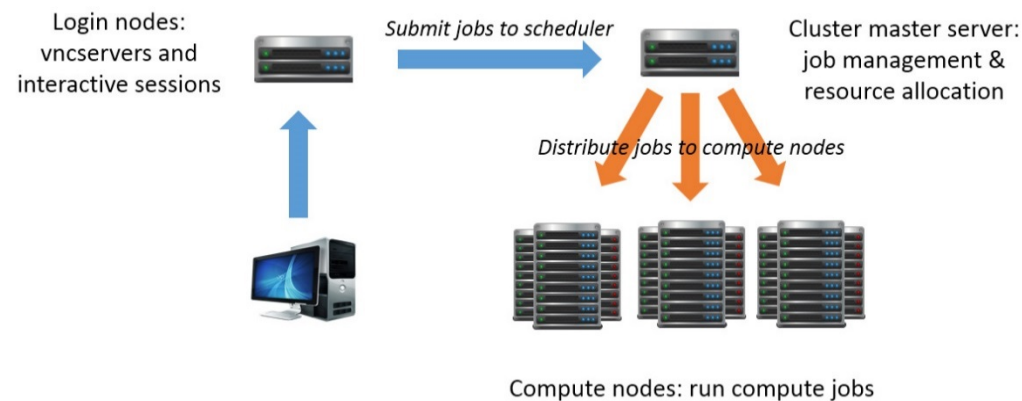 Login nodes:
vncservers and
interactive sessions
Submit jobs to scheduler
Cluster master server:
job management &
resource allocation
Distribute jobs to compute nodes
Compute nodes: run compute jobs